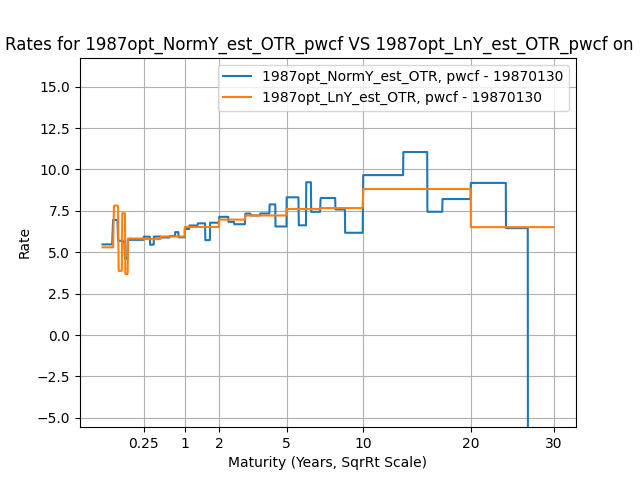 Rates for 1987opt_NormY_est_OTR_pwcf VS 1987opt_LnY_est_OTR_pwcf on
1987opt_NormY_est_OTR, pwcf - 19870130
1987opt_LnY_est_OTR, pwcf - 19870130
15.0
12.5
10.0
7.5
5.0
2.5
0.0
−2.5
−5.0
Rate
0.25 1 2 5 10 20 30
Maturity (Years, SqrRt Scale)